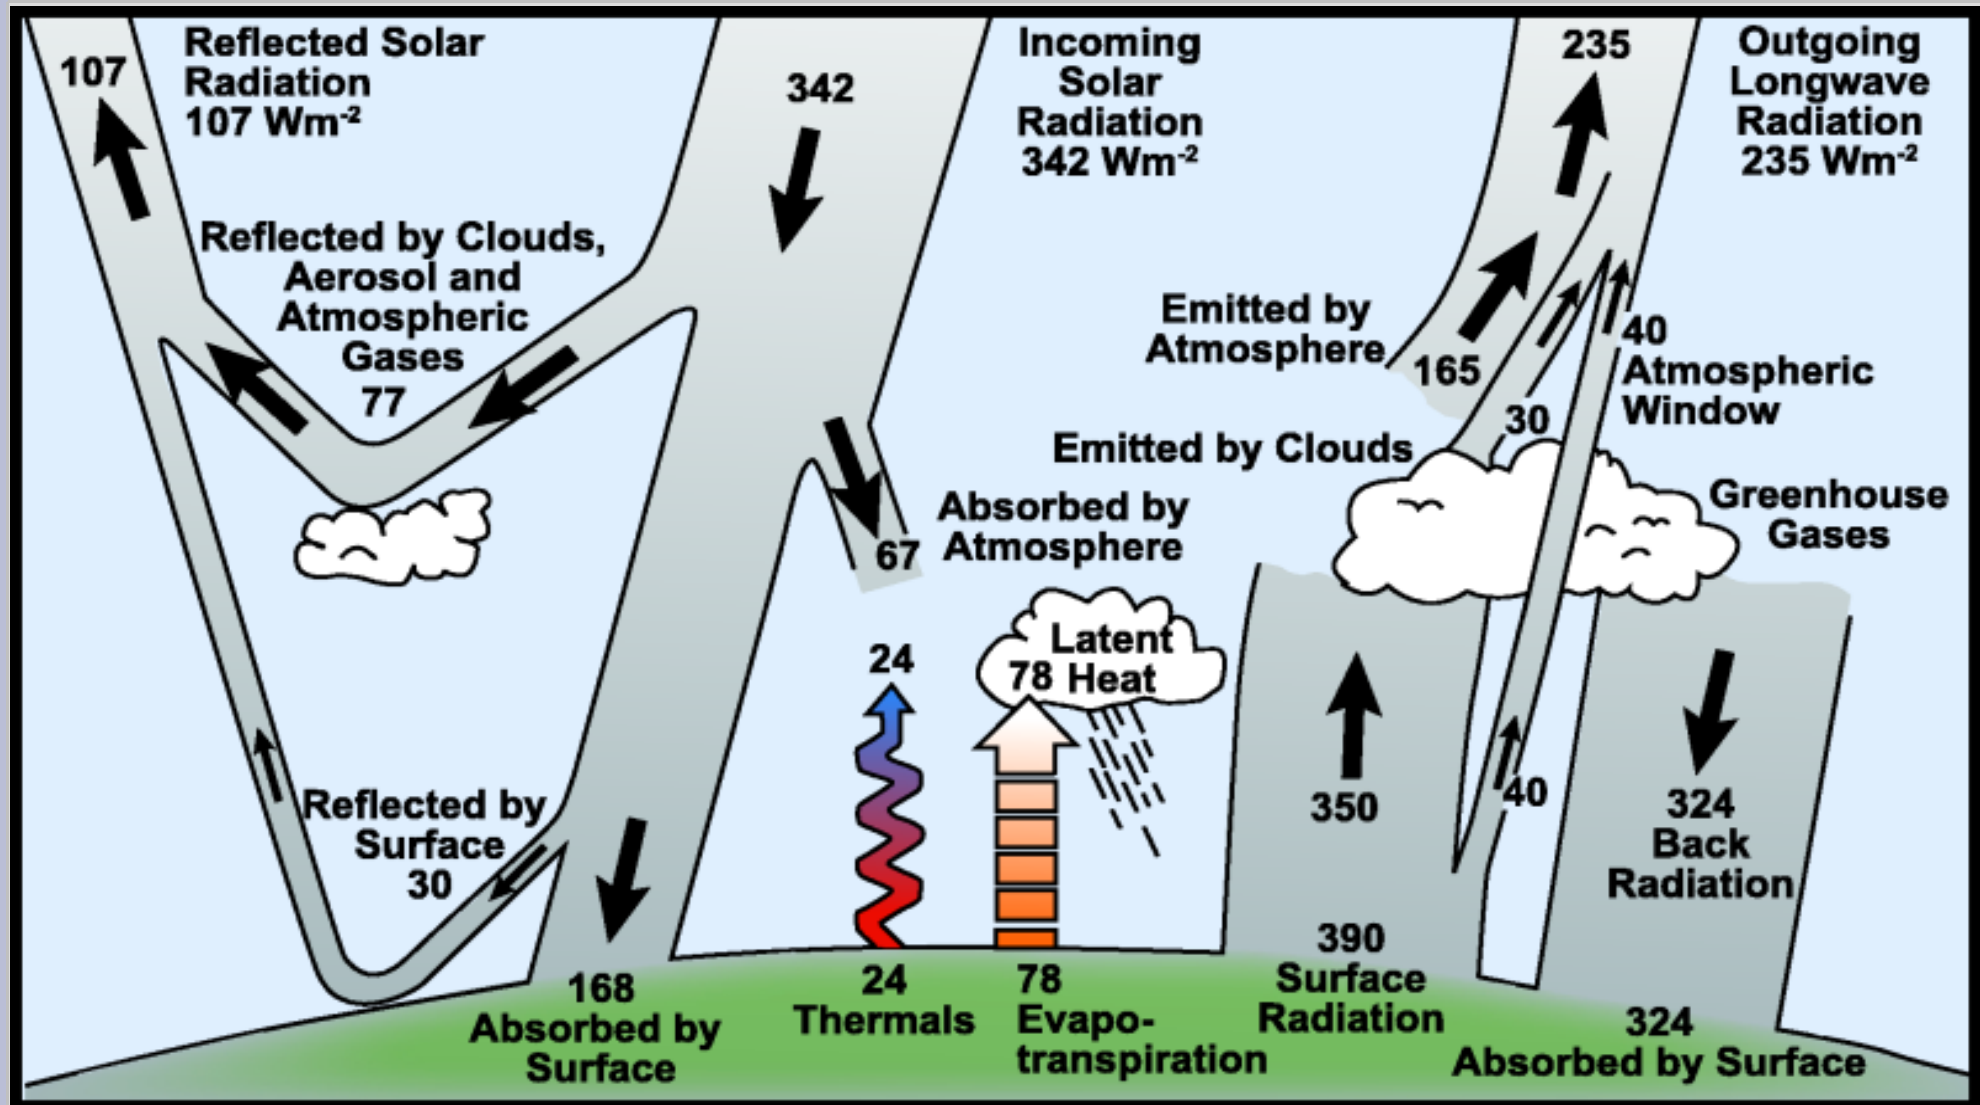 107
Reflected Solar
Radiation
107 Wm-2
342
Incoming
Solar
Radiation
342 Wm-2
235
Outgoing
Longwave
Radiation
235 Wm-2
Reflected by Clouds,
Aerosol and
Atmospheric
Gases
77
Emitted by
Atmosphere
165
40
Atmospheric
Window
30
Emitted by Clouds
Greenhouse
Gases
Absorbed by
Atmosphere
67
24
Latent
78 Heat
Reflected by
Surface
30
350
40
324
Back
Radiation
168
Absorbed by
Surface
24
Thermals
78
Evapo-
transpiration
390
Surface
Radiation
324
Absorbed by Surface